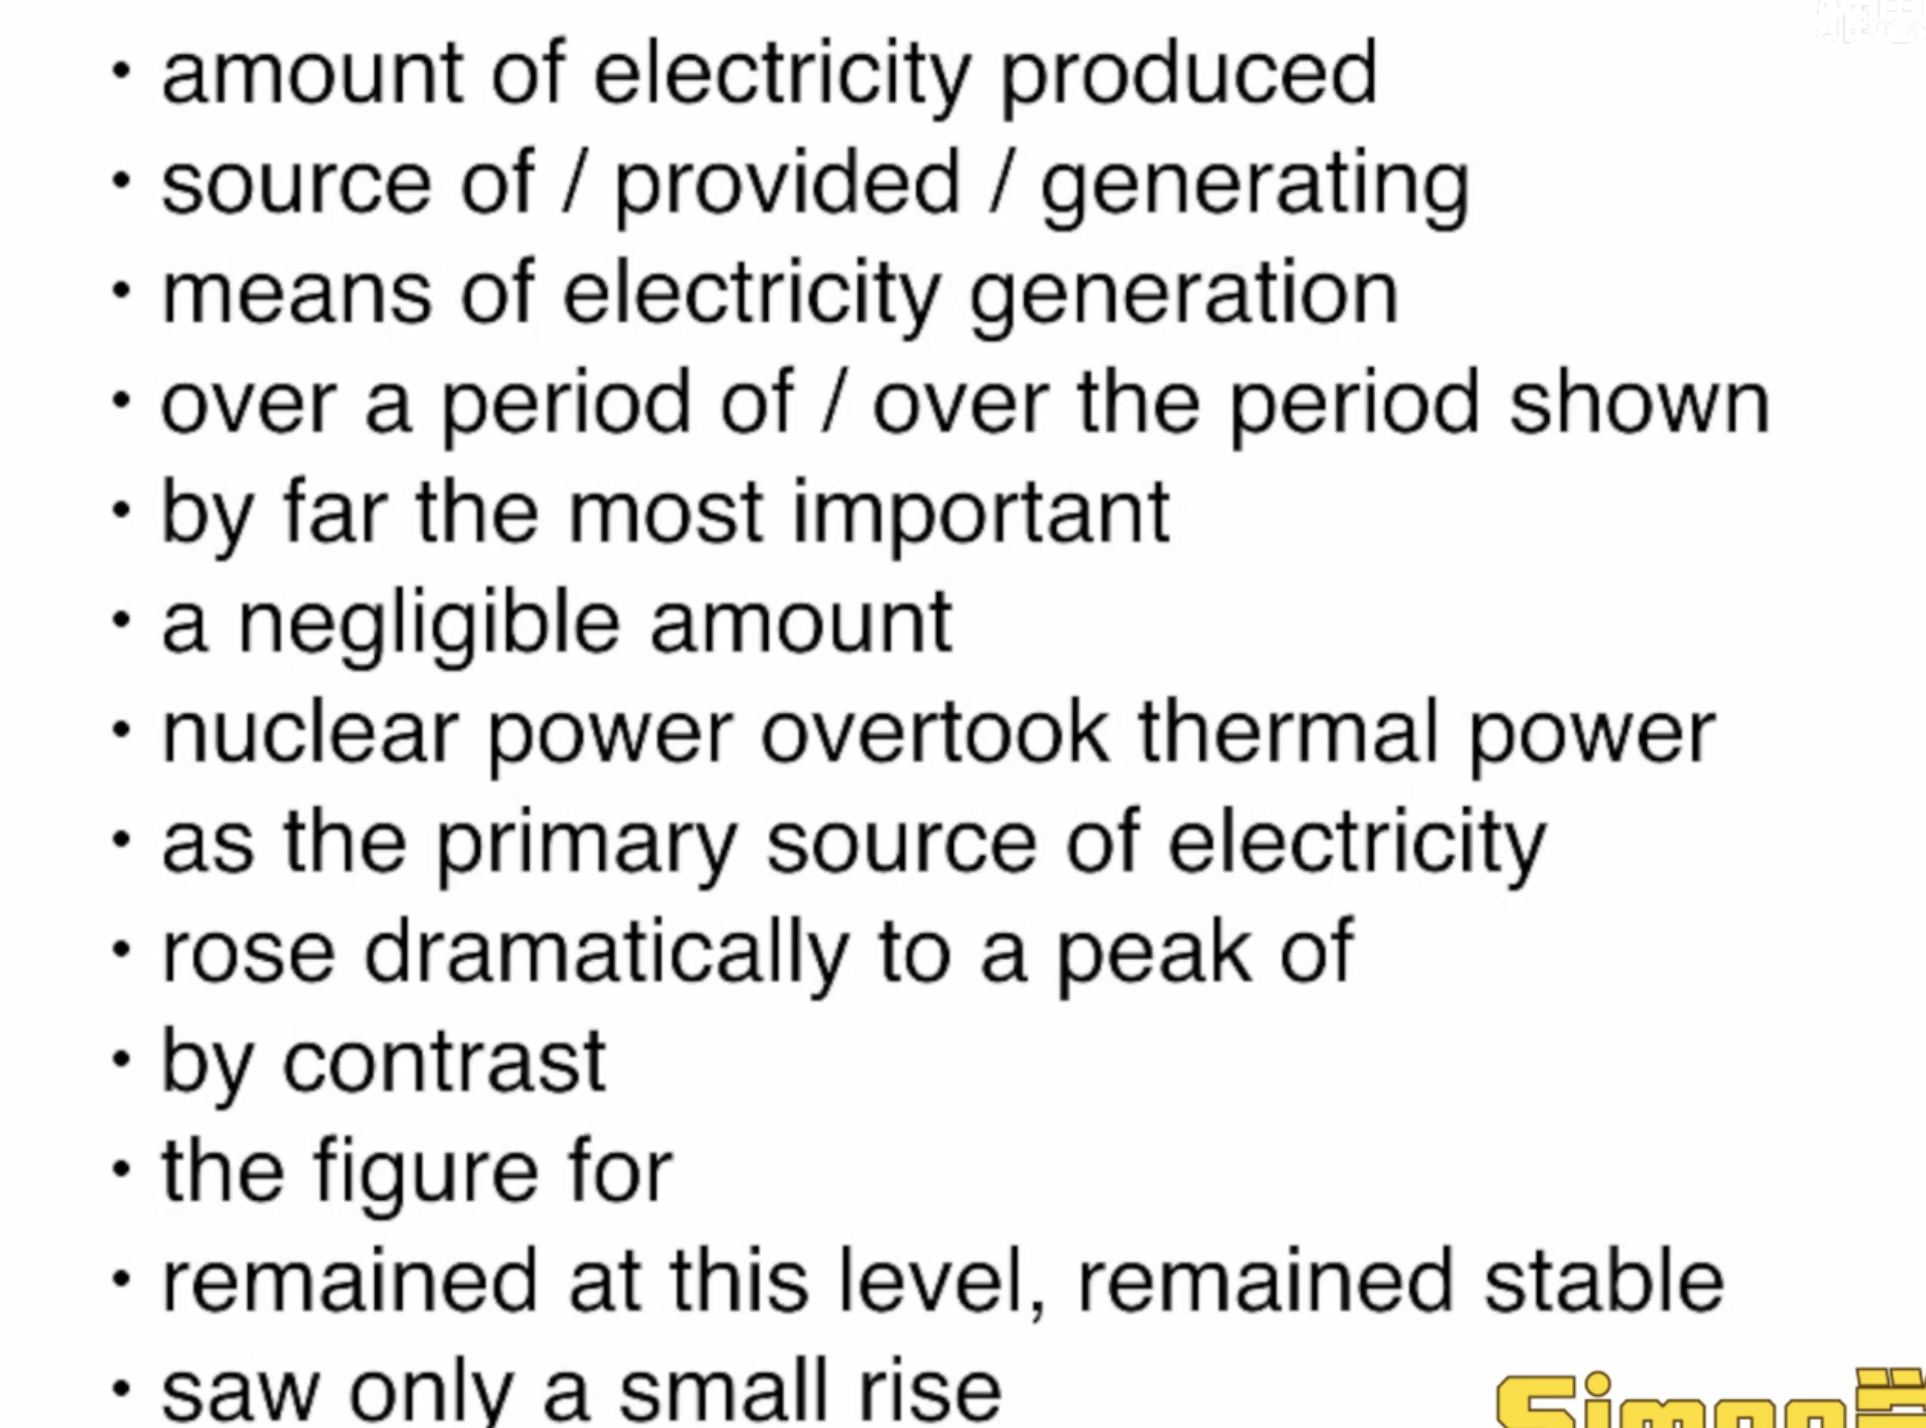 • amount of electricity produced
• source of / provided / generating
• means of electricity generation
• over a period of / over the period shown
• by far the most important
• a negligible amount
• nuclear power overtook thermal power
• as the primary source of electricity
• rose dramatically to a peak of
• by contrast
• the figure for
• remained at this level, remained stable
• saw only a small rise